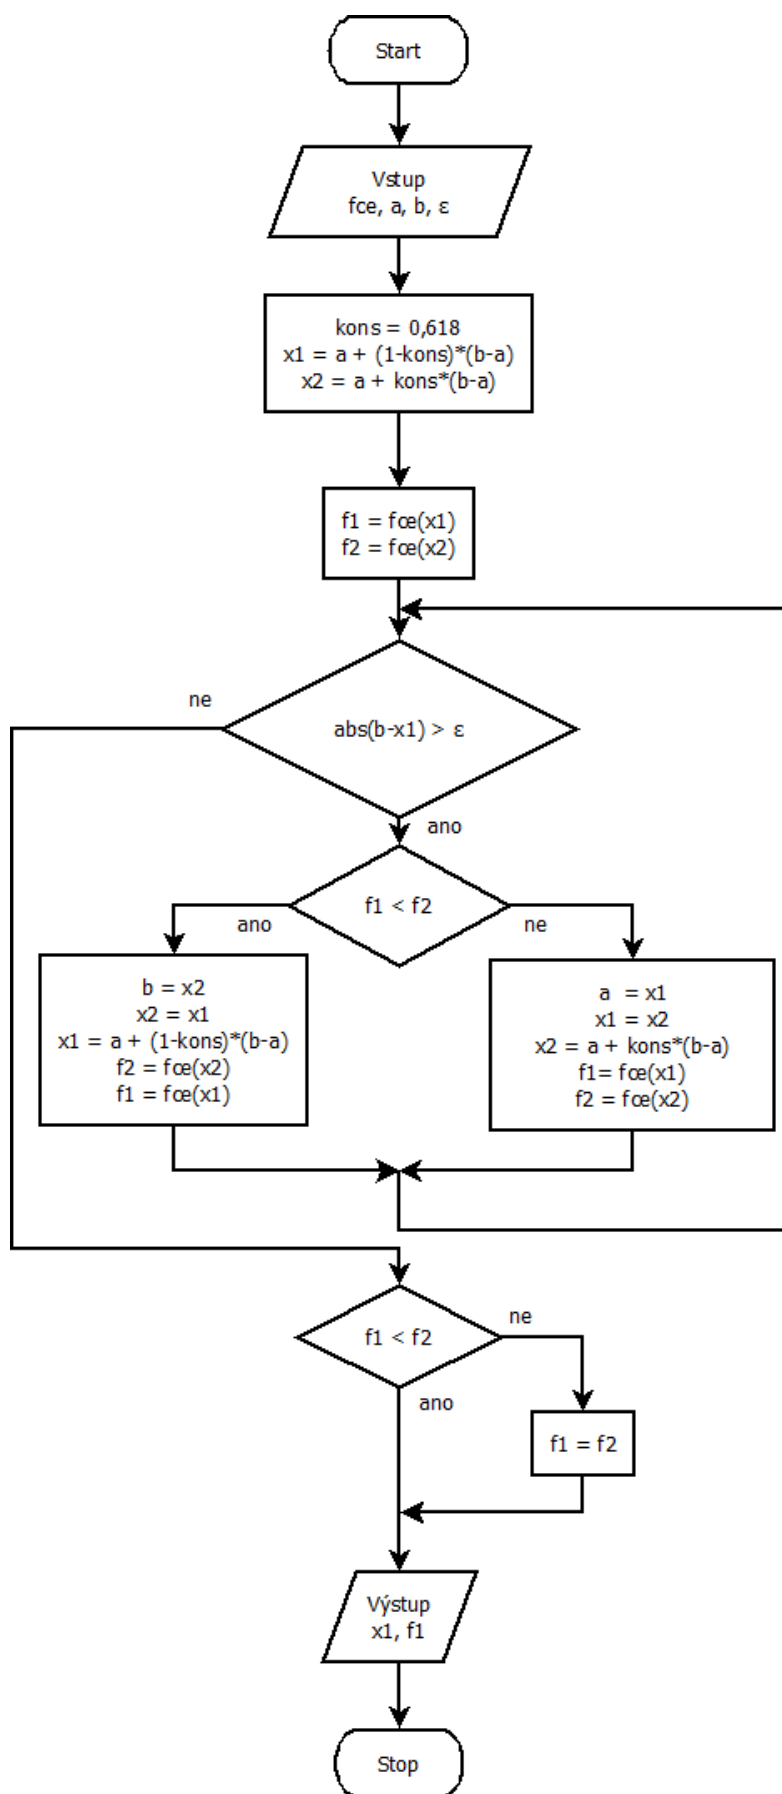 Start
Vstup
fce, a, b, ε
kons = 0,618
x1 = a + (1-kons)*(b-a)
x2 = a + kons*(b-a)
f1 = fce(x1)
f2 = fce(x2)
ne
abs(b-x1) > ε
ano
f1 < f2
ano
ne
b = x2
x2 = x1
x1 = a + (1-kons)*(b-a)
f2 = fce(x2)
f1 = fce(x1)
a = x1
x1 = x2
x2 = a + kons*(b-a)
f1= fce(x1)
f2 = fce(x2)
f1 < f2
ne
ano
f1 = f2
Výstup
x1, f1
Stop